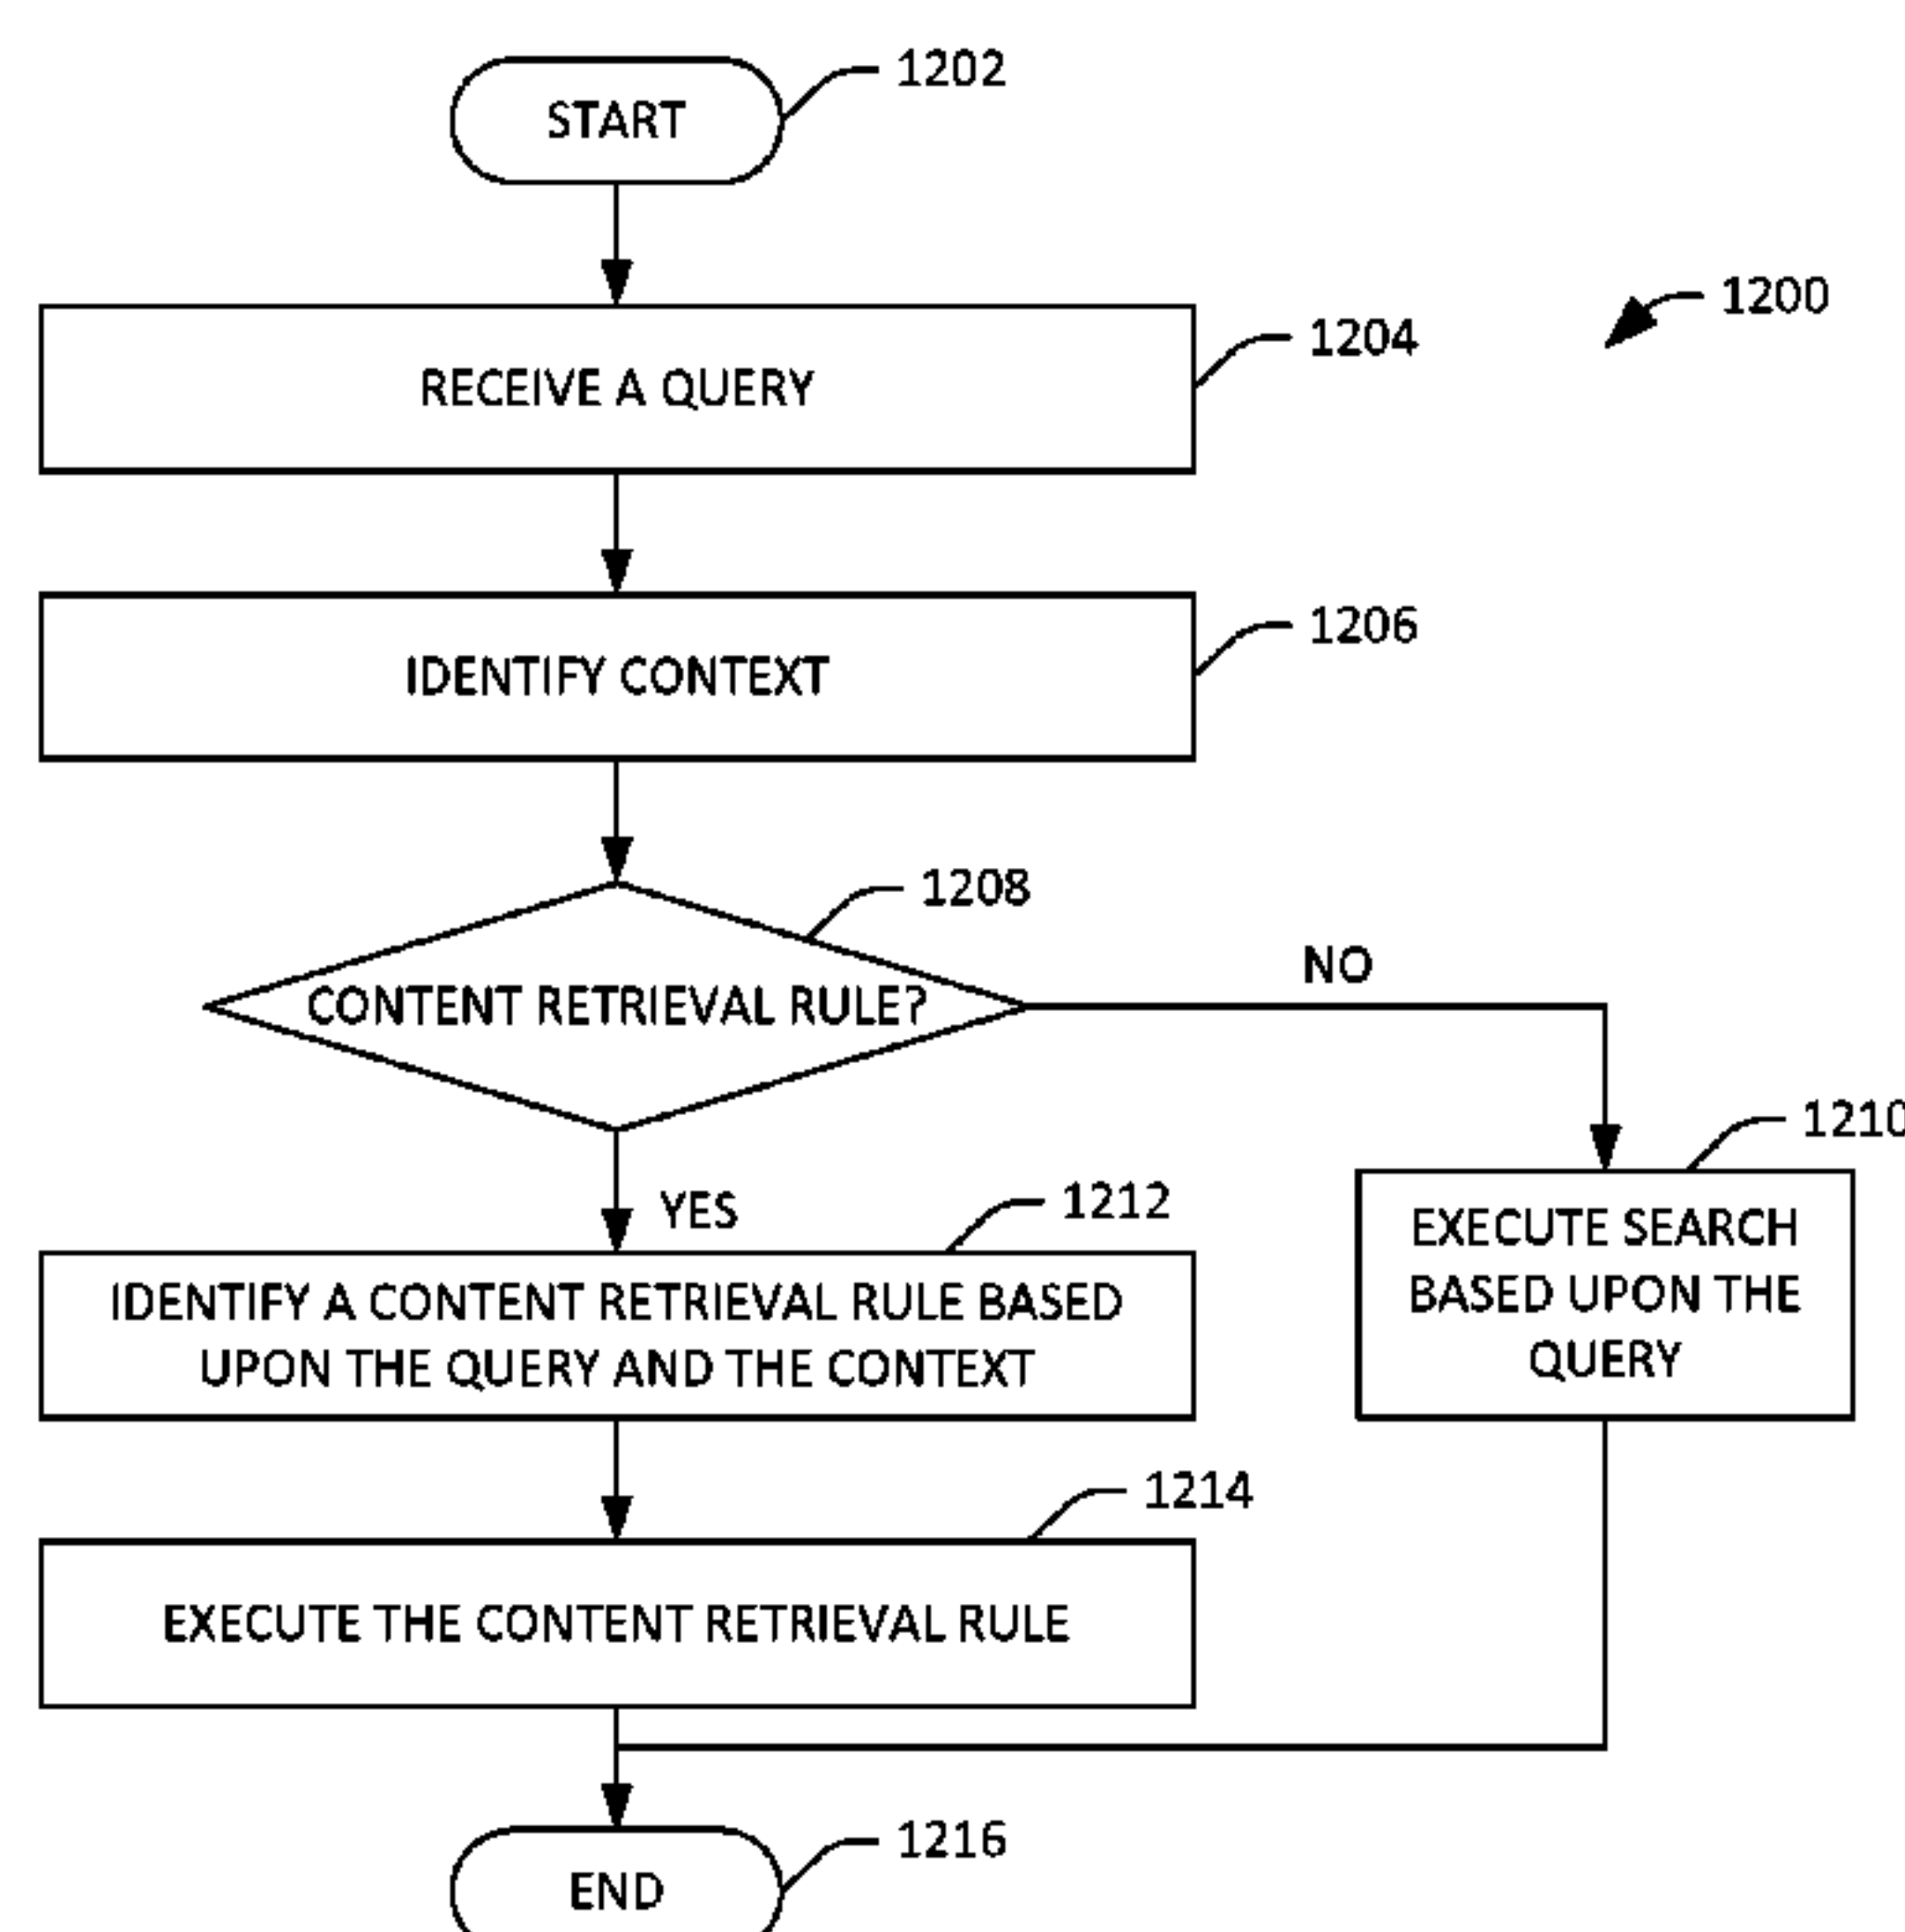 1202
START
1200
1204
RECEIVE A QUERY
1206
IDENTIFY CONTEXT
1208
CONTENT RETRIEVAL RULE?
NO
1210
YES
1212
EXECUTE SEARCH
BASED UPON THE
QUERY
IDENTIFY A CONTENT RETRIEVAL RULE BASED
UPON THE QUERY AND THE CONTEXT
1214
EXECUTE THE CONTENT RETRIEVAL RULE
1216
END